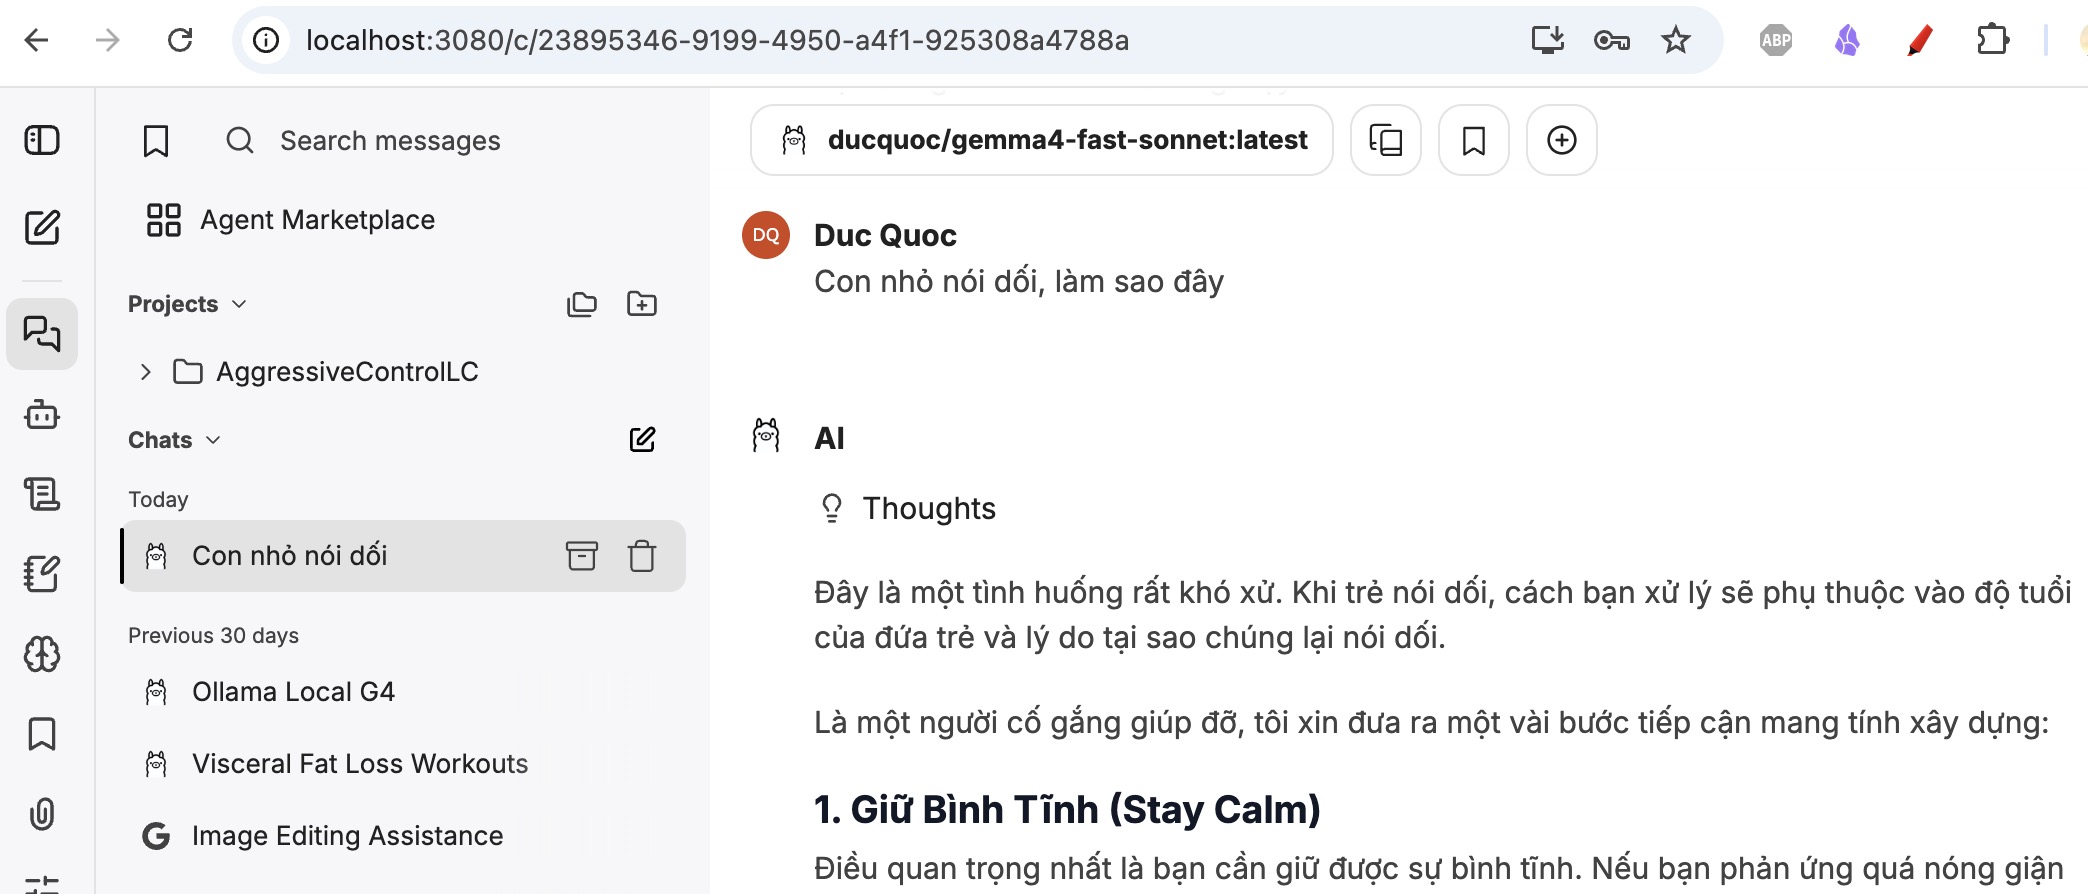 localhost:3080/c/23895346-9199-4950-a4f1-925308a4788a
ABP
Search messages
Agent Marketplace
Projects
AggressiveControlLC
Chats
Today
Con nhỏ nói dối
Previous 30 days
Ollama Local G4
Visceral Fat Loss Workouts
Image Editing Assistance
ducquoc/gemma4-fast-sonnet:latest
DQ
Duc Quoc
Con nhỏ nói dối, làm sao đây
AI
Thoughts
Đây là một tình huống rất khó xử. Khi trẻ nói dối, cách bạn xử lý sẽ phụ thuộc vào độ tuổi
của đứa trẻ và lý do tại sao chúng lại nói dối.
Là một người cố gắng giúp đỡ, tôi xin đưa ra một vài bước tiếp cận mang tính xây dựng:
1. Giữ Bình Tĩnh (Stay Calm)
Điều quan trọng nhất là bạn cần giữ được sự bình tĩnh. Nếu bạn phản ứng quá nóng giận